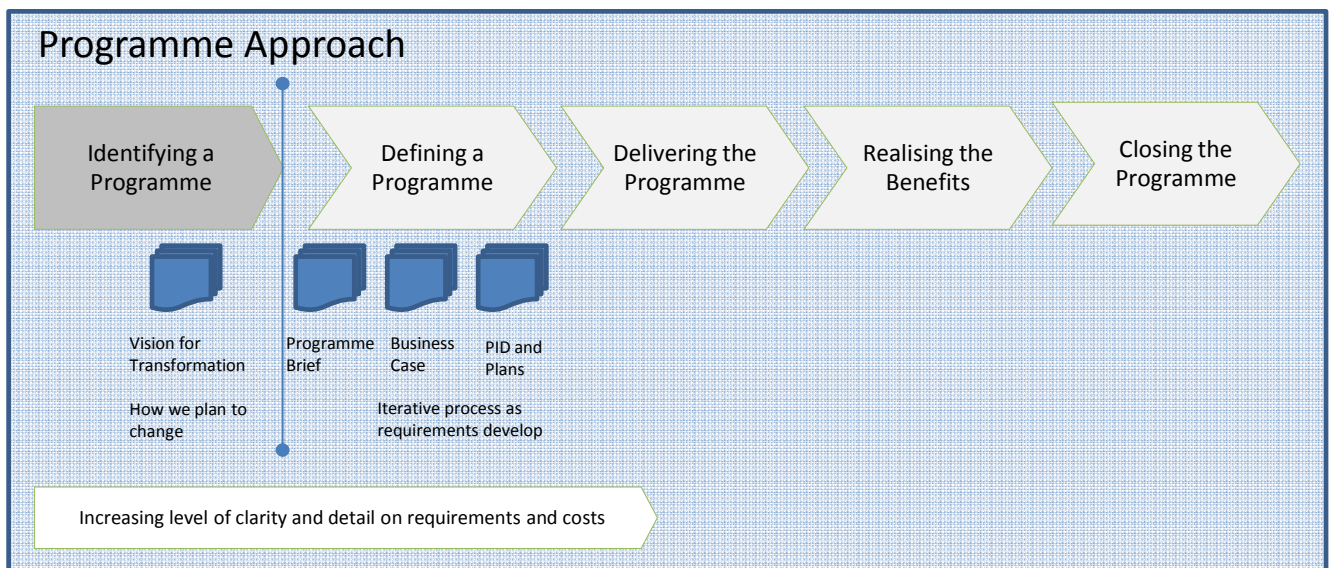 Programme Approach
Identifying a
Programme
Defining a
Programme
Delivering the
Programme
Realising the
Benefits
Closing the
Programme
Vision for
Transformation
How we plan to
change
Programme
Brief
Business
Case
PID and
Plans
Iterative process as
requirements develop
Increasing level of clarity and detail on requirements and costs